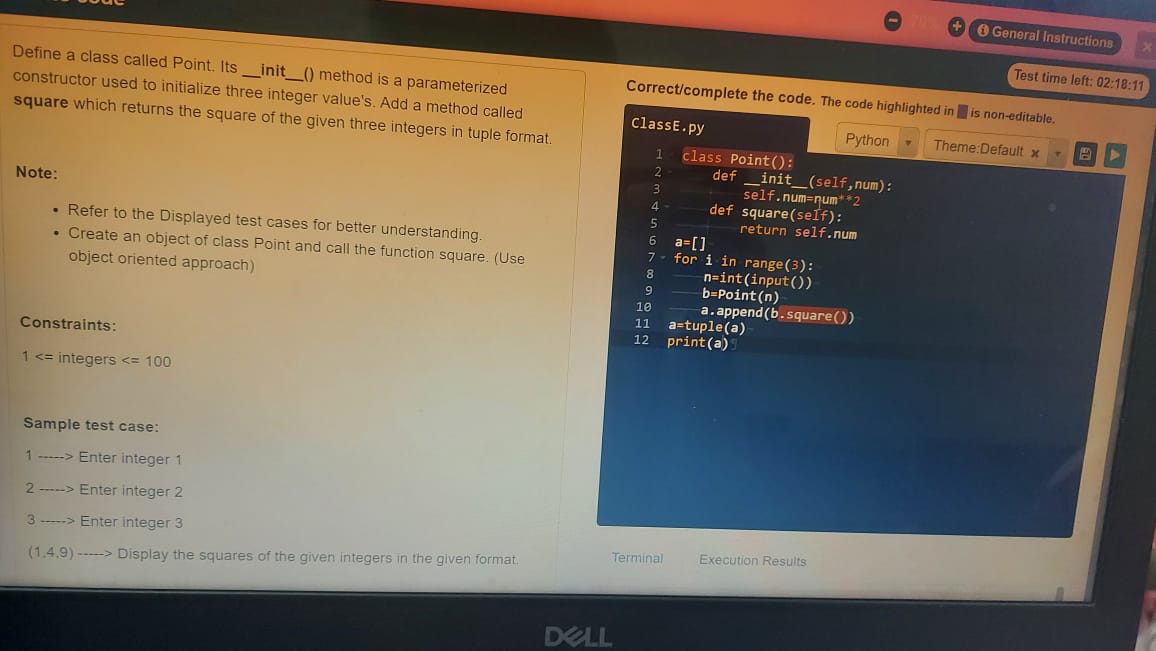 General Instructions
Test time left: 02:18:11
Define a class called Point. Its __init__() method is a parameterized
constructor used to initialize three integer value's. Add a method called
square which returns the square of the given three integers in tuple format.
Note:
• Refer to the Displayed test cases for better understanding.
• Create an object of class Point and call the function square. (Use
object oriented approach)
Constraints:
1 <= integers <= 100
Sample test case:
1 -----> Enter integer 1
2 -----> Enter integer 2
3 -----> Enter integer 3
(1,4,9) -----> Display the squares of the given integers in the given format.
Correct/complete the code. The code highlighted in is non-editable.
ClassE.py
Python
Theme:Default x
1 class Point():
2 def __init__(self,num):
3 self.num=num**2
4 def square(self):
5 return self.num
6 a=[]
7 for i in range(3):
8 n=int(input())
9 b=Point(n)
10 a.append(b.square())
11 a=tuple(a)
12 print(a)
Terminal
Execution Results
DELL